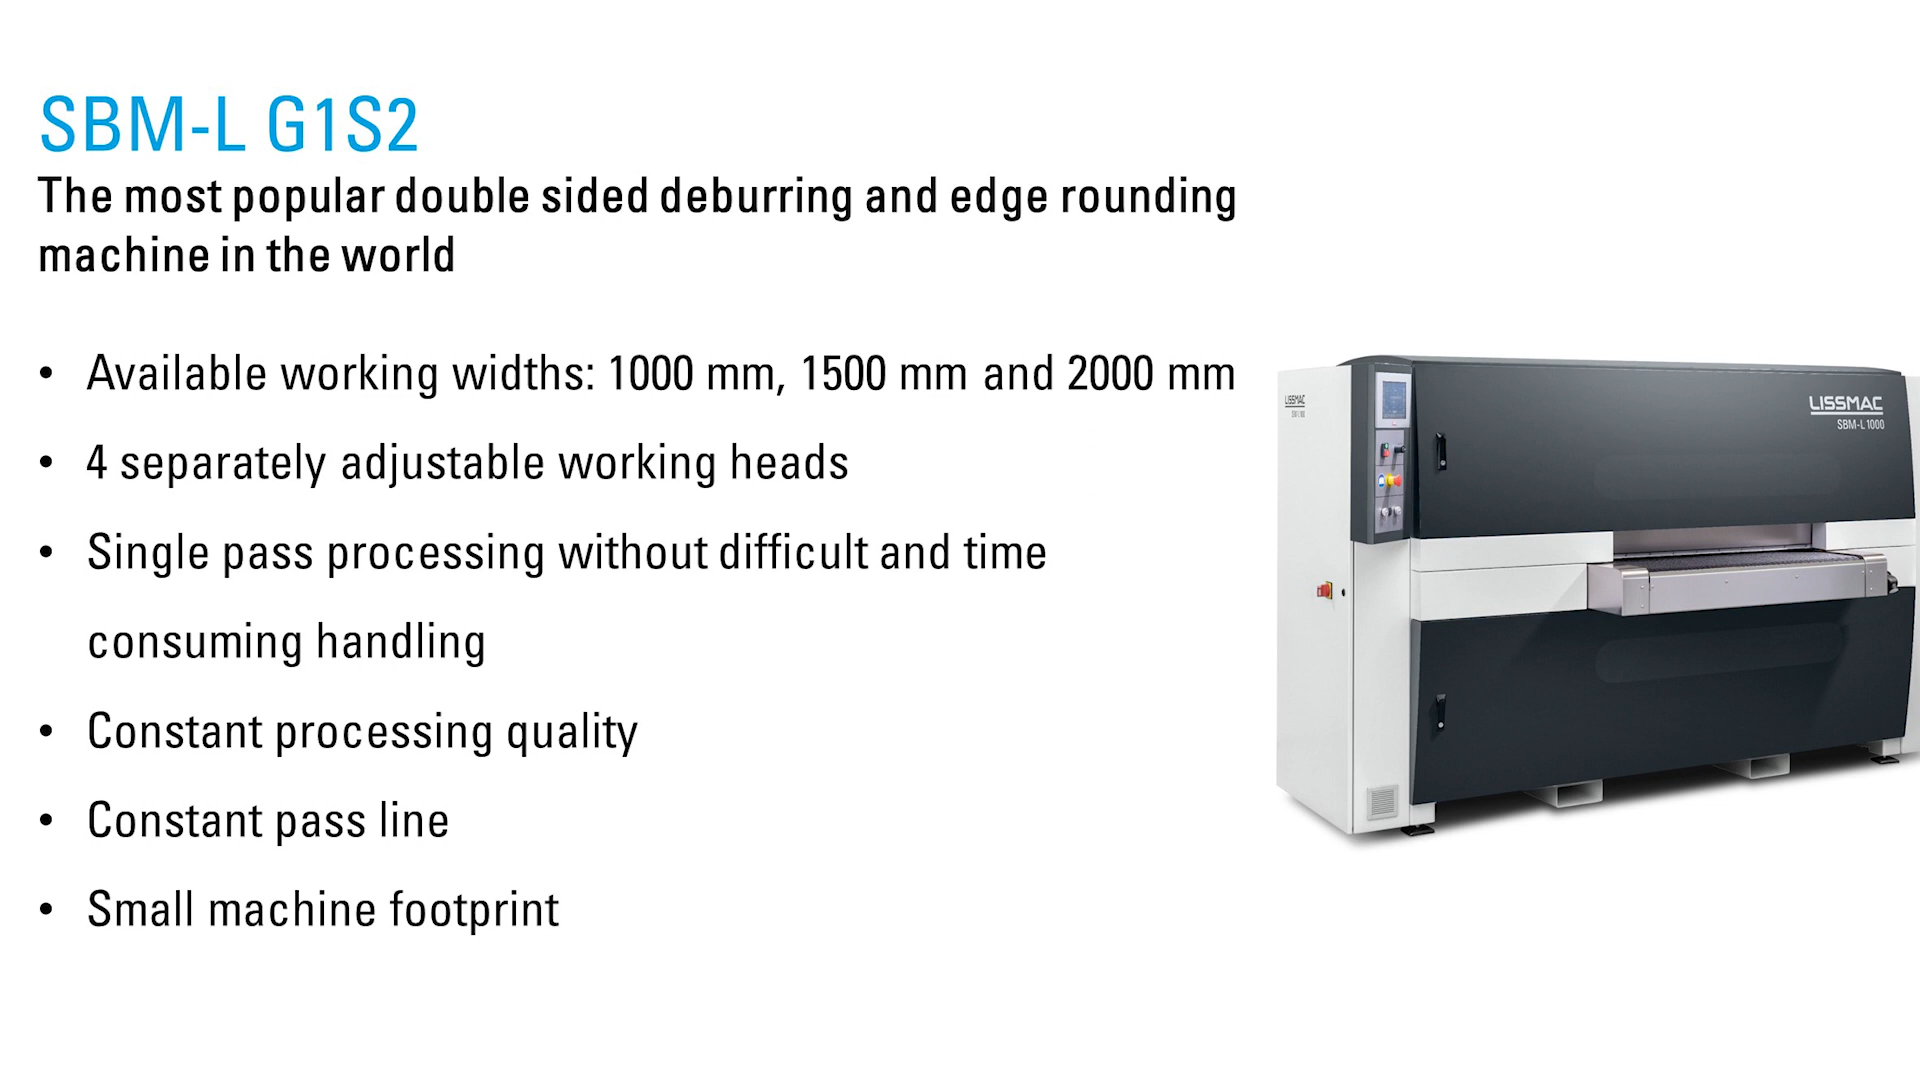 SBM-L G1S2
The most popular double sided deburring and edge rounding
machine in the world
• Available working widths: 1000 mm, 1500 mm and 2000 mm
• 4 separately adjustable working heads
• Single pass processing without difficult and time
consuming handling
• Constant processing quality
• Constant pass line
• Small machine footprint
LISSMAC
LISSMAC
SBM-L 1000